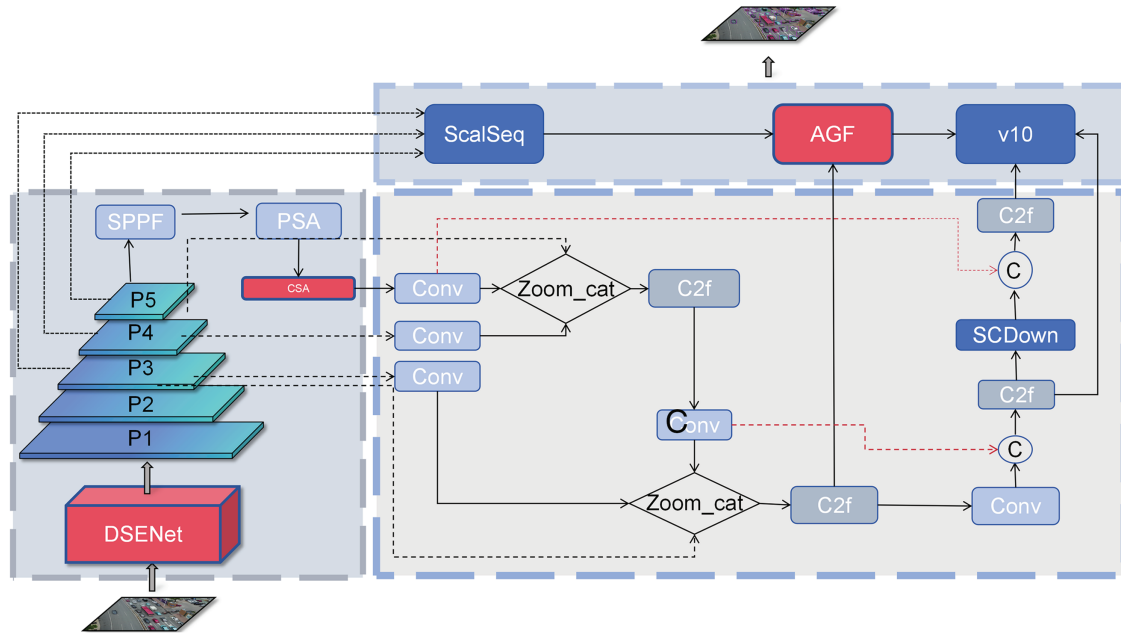 ScalSeq
AGF
v10
SPPF
PSA
CSA
P5
P4
P3
P2
P1
DSENet
Conv
Zoom_cat
C2f
Conv
Conv
Conv
C
Zoom_cat
C2f
Conv
C2f
C
SCDown
C2f
C